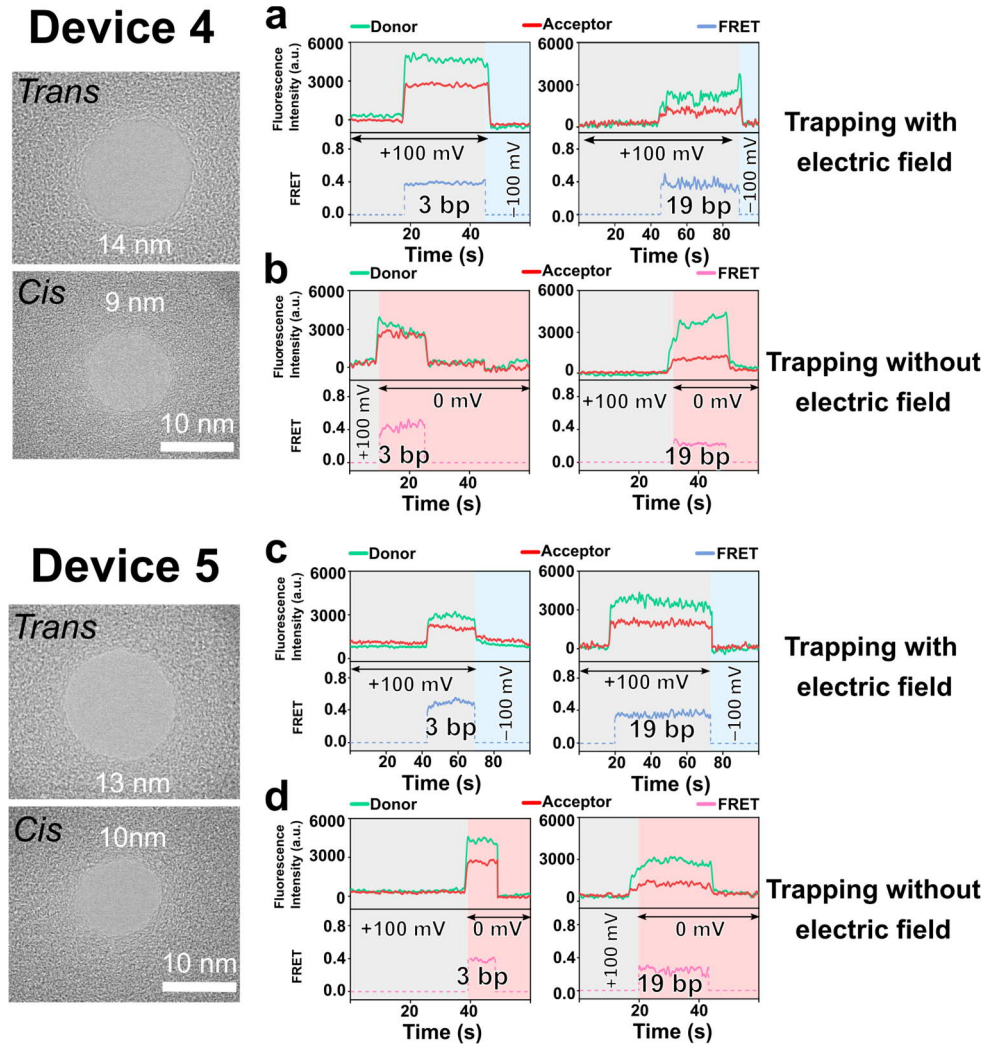 Device 4
Trans
14 nm
Cis
9 nm
10 nm
a
Donor Acceptor FRET
Fluorescence
Intensity (a.u.)
6000
3000
0
+100 mV
−100 mV
FRET
0.8
0.4
0.0
3 bp
20 40
Time (s)
6000
3000
0
+100 mV
−100 mV
0.8
0.4
0.0
19 bp
20 40 60 80
Time (s)
Trapping with
electric field
b
Donor Acceptor FRET
Fluorescence
Intensity (a.u.)
6000
3000
0
+100 mV
0 mV
FRET
0.8
0.4
0.0
3 bp
20 40
Time (s)
6000
3000
0
+100 mV
0 mV
0.8
0.4
0.0
19 bp
20 40
Time (s)
Trapping without
electric field
Device 5
Trans
13 nm
Cis
10nm
10 nm
c
Donor Acceptor FRET
Fluorescence
Intensity (a.u.)
6000
3000
0
+100 mV
−100 mV
FRET
0.8
0.4
0.0
3 bp
20 40 60 80
Time (s)
6000
3000
0
+100 mV
−100 mV
0.8
0.4
0.0
19 bp
20 40 60 80
Time (s)
Trapping with
electric field
d
Donor Acceptor FRET
Fluorescence
Intensity (a.u.)
6000
3000
0
+100 mV
0 mV
FRET
0.8
0.4
0.0
3 bp
20 40 60
Time (s)
6000
3000
0
+100 mV
0 mV
0.8
0.4
0.0
19 bp
20 40 60
Time (s)
Trapping without
electric field